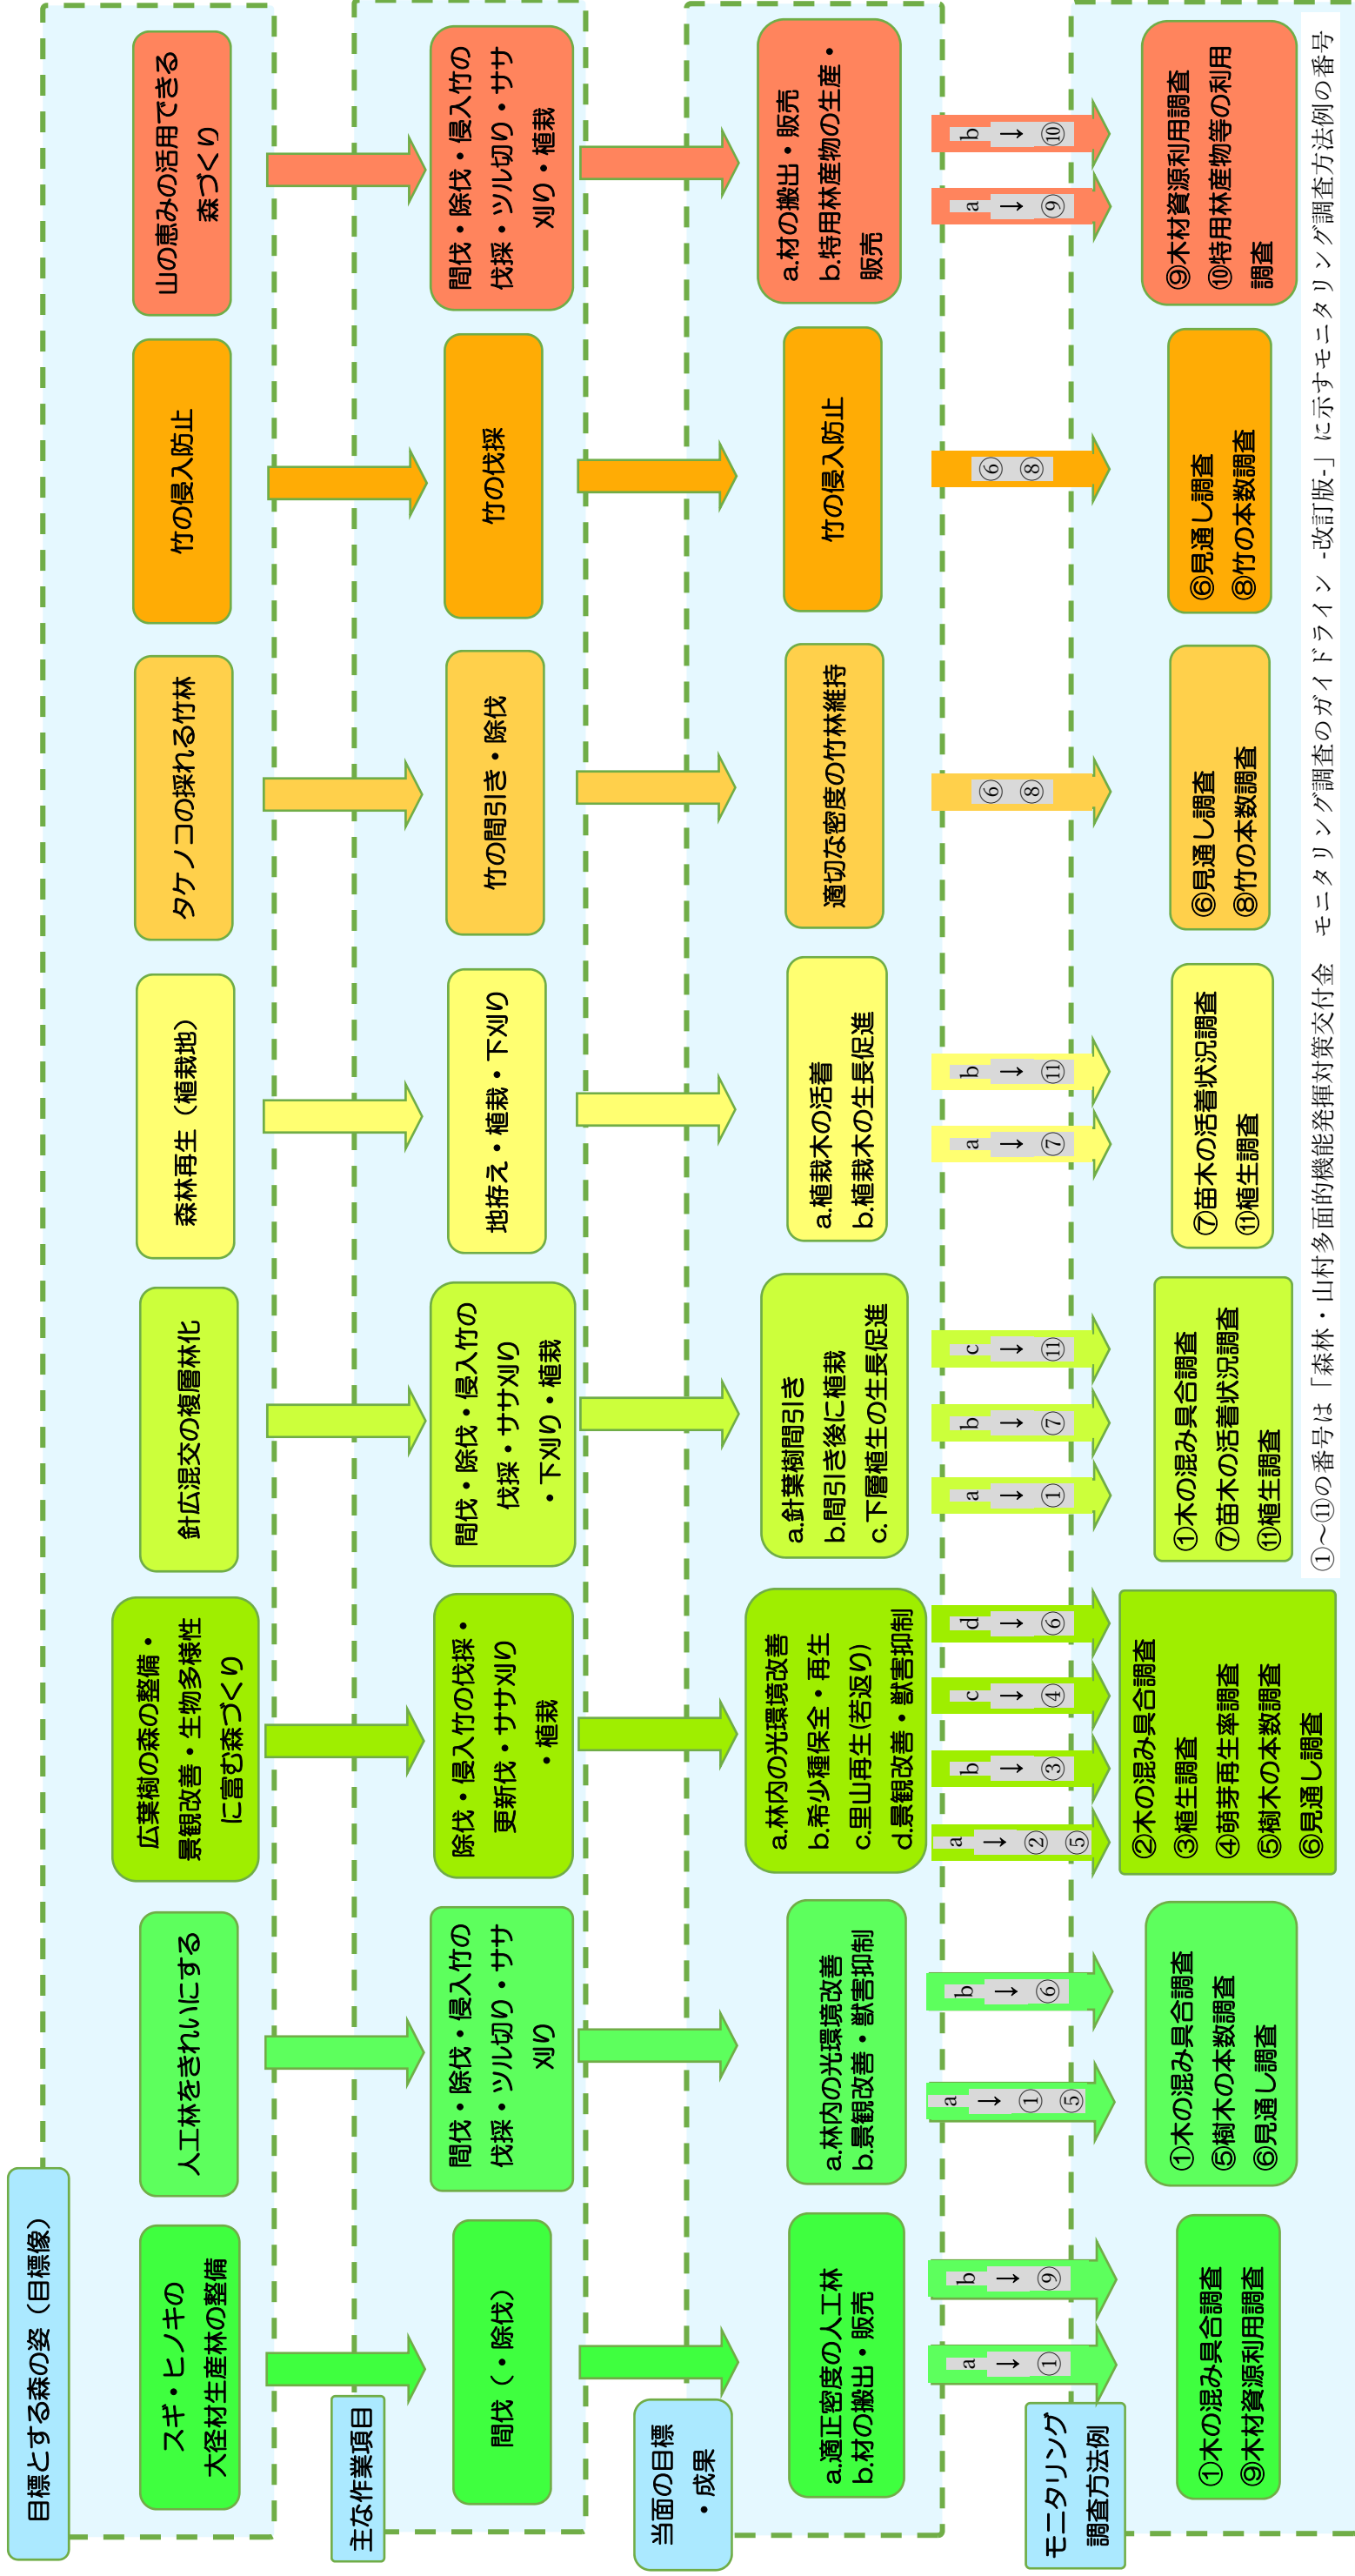 目標とする森の姿（目標像）
スギ・ヒノキの
大径材生産林の整備
人工林をきれいにする
広葉樹の森の整備・
景観改善・生物多様性
に富む森づくり
針広混交の複層林化
森林再生（植栽地）
タケノコの採れる竹林
竹の侵入防止
山の恵みの活用できる
森づくり
主な作業項目
間伐（・除伐）
間伐・除伐・侵入竹の
伐採・ツル切り・ササ
刈り
除伐・侵入竹の伐採・
更新伐・ササ刈り
・植栽
間伐・除伐・侵入竹の
伐採・ササ刈り
・下刈り・植栽
地拵え・植栽・下刈り
竹の間引き・除伐
竹の伐採
間伐・除伐・侵入竹の
伐採・ツル切り・ササ
刈り・植栽
当面の目標
・成果
a.適正密度の人工林
b.材の搬出・販売
a.林内の光環境改善
b.景観改善・獣害抑制
a.林内の光環境改善
b.希少種保全・再生
c.里山再生(若返り)
d.景観改善・獣害抑制
a.針葉樹間引き
b.間引き後に植栽
c.下層植生の生長促進
a.植栽木の活着
b.植栽木の生長促進
適切な密度の竹林維持
竹の侵入防止
a.材の搬出・販売
b.特用林産物の生産・
販売
a
→
①
b
→
⑨
a
→
①
⑤
b
→
⑥
a
→
②
⑤
b
→
③
c
→
④
d
→
⑥
a
→
①
b
→
⑦
c
→
⑪
a
→
⑦
b
→
⑪
⑥
⑧
⑥
⑧
a
→
⑨
b
→
⑩
モニタリング
調査方法例
①木の混み具合調査
⑨木材資源利用調査
①木の混み具合調査
⑤樹木の本数調査
⑥見通し調査
②木の混み具合調査
③植生調査
④萌芽再生率調査
⑤樹木の本数調査
⑥見通し調査
①木の混み具合調査
⑦苗木の活着状況調査
⑪植生調査
⑦苗木の活着状況調査
⑪植生調査
⑥見通し調査
⑧竹の本数調査
⑥見通し調査
⑧竹の本数調査
⑨木材資源利用調査
⑩特用林産物等の利用
調査
①～⑪の番号は「森林・山村多面的機能発揮対策交付金　モニタリング調査のガイドライン -改訂版-」に示すモニタリング調査方法例の番号